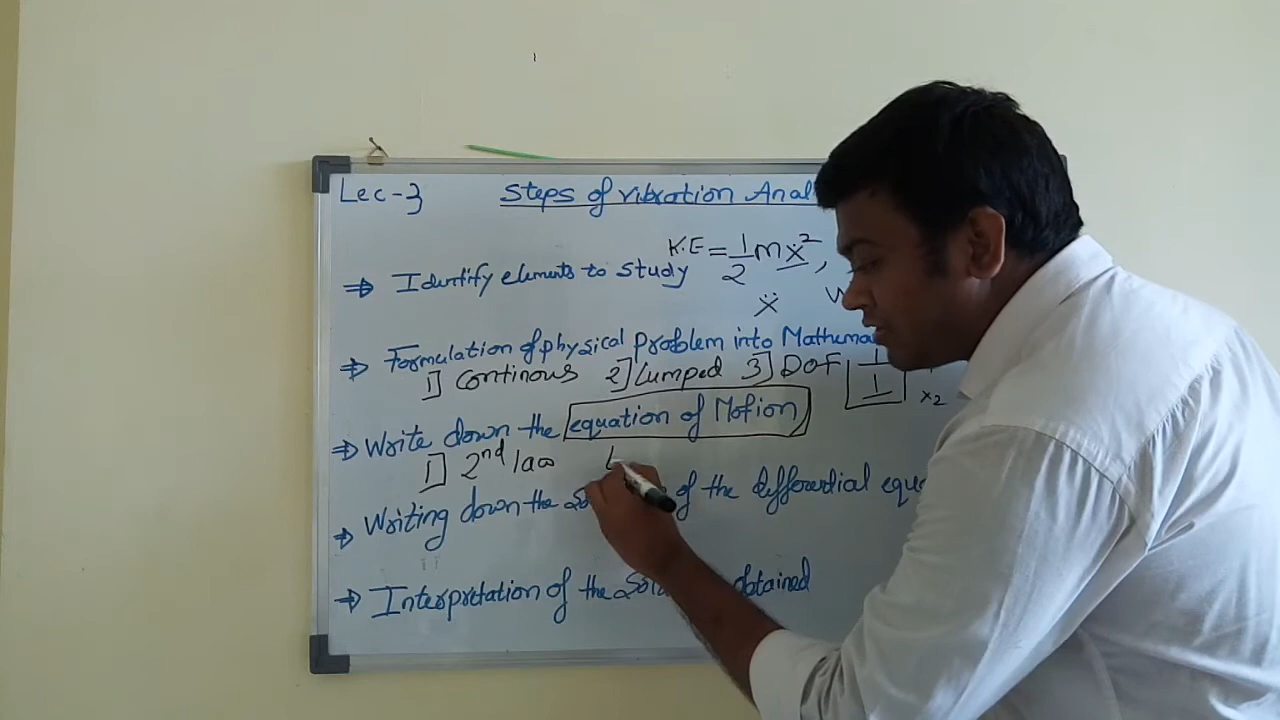 Lec-3 Steps of vibration Anal
K.E = 1/2 mẋ²,
⇒ Identify elements to study
ẍ
⇒ Formulation of physical problem into Mathema
1] Continous 2] Lumped 3] DOF 1 1 x2
⇒ Write down the equation of Motion
1] 2nd law
⇒ Writing down the of the differential equ
⇒ Interpretation of the obtained